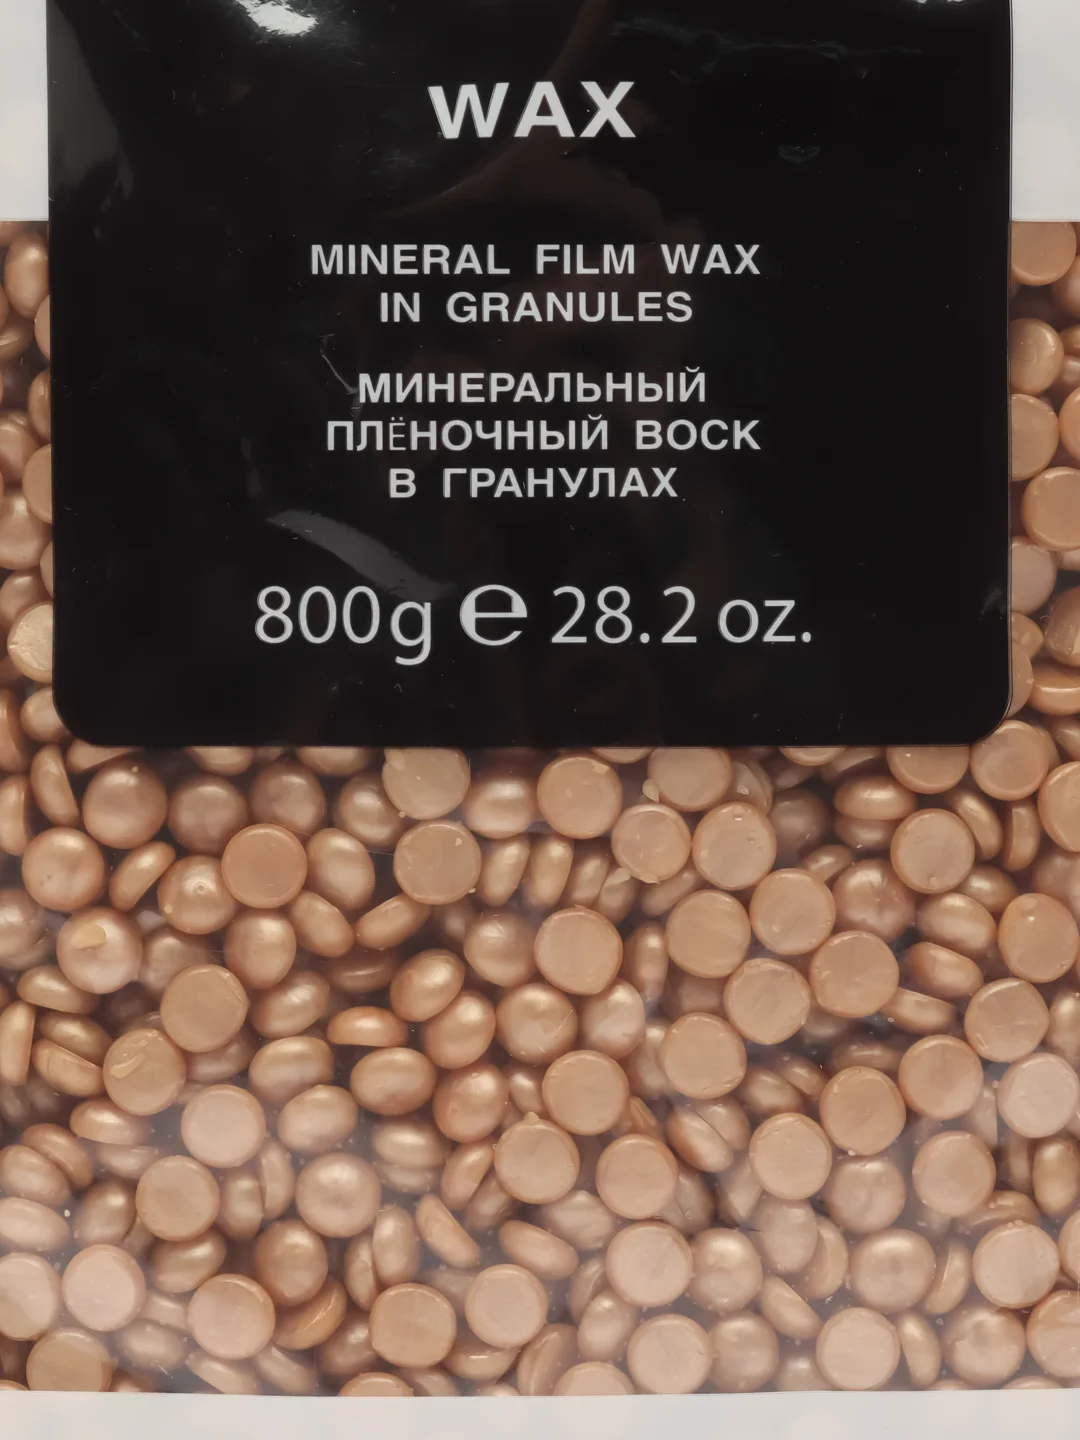 WAX
MINERAL FILM WAX
IN GRANULES
МИНЕРАЛЬНЫЙ
ПЛЁНОЧНЫЙ ВОСК
В ГРАНУЛАХ
800g ℮ 28.2 oz.